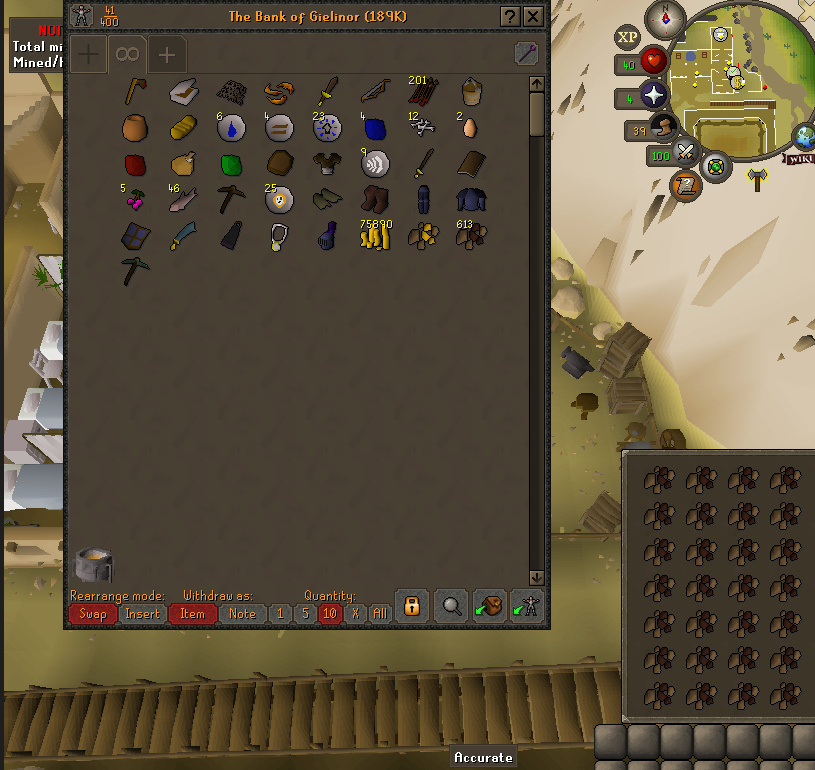 41
400
The Bank of Gielinor (189K)
?
NOT
Total mi
Mined/
XP
40
4
39
100
WIKI
N
201
6
4
23
4
12
2
9
5
46
25
75890
613
Rearrange mode:
Withdraw as:
Quantity:
Swap
Insert
Item
Note
1
5
10
X
All
Accurate